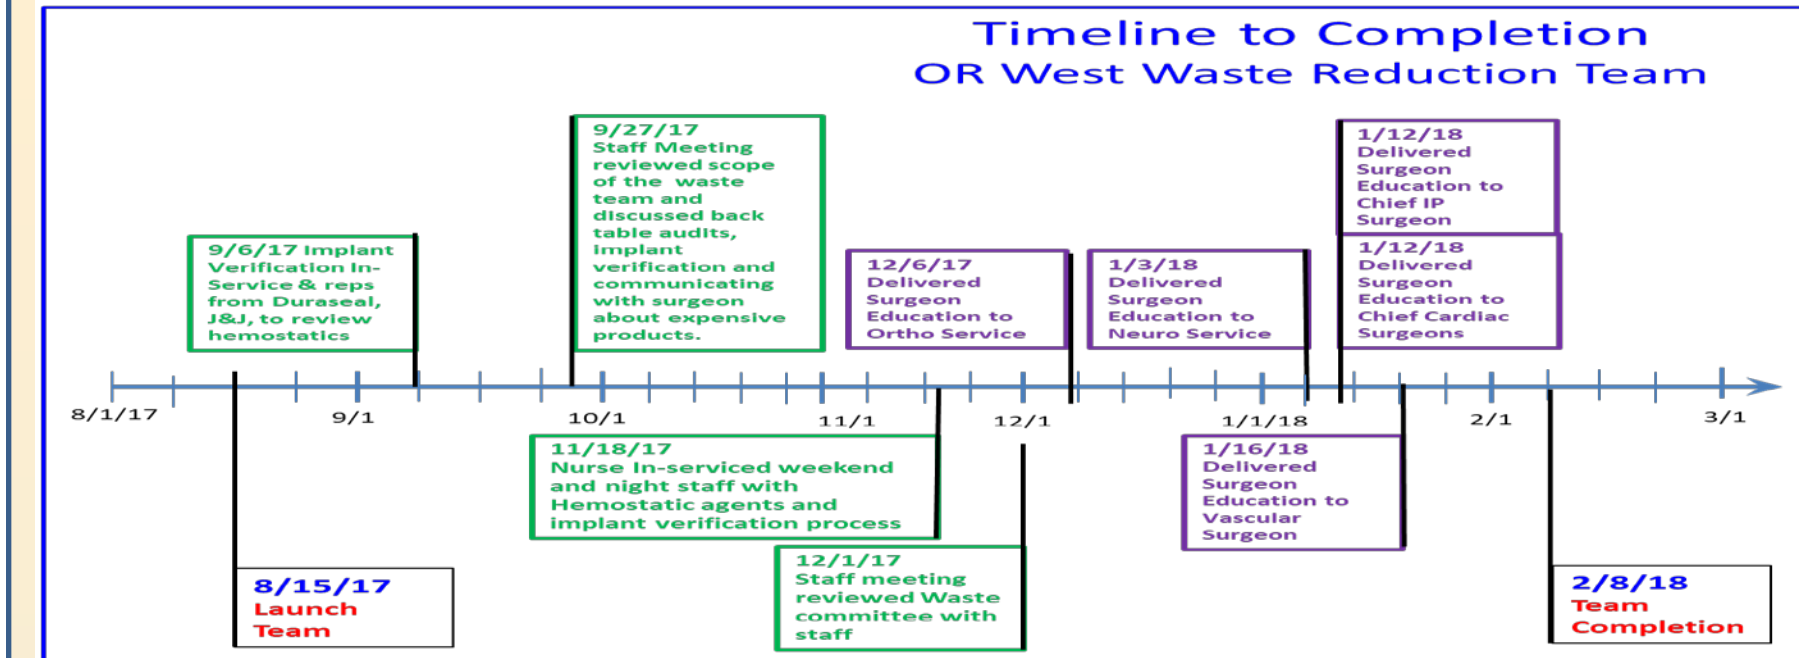 Timeline to Completion
OR West Waste Reduction Team
9/6/17 Implant
Verification In-
Service & reps
from Duraseal,
J&J, to review
hemostatics
9/27/17
Staff Meeting
reviewed scope
of the waste
team and
discussed back
table audits,
implant
verification and
communicating
with surgeon
about expensive
products.
12/6/17
Delivered
Surgeon
Education to
Ortho Service
1/3/18
Delivered
Surgeon
Education to
Neuro Service
1/12/18
Delivered
Surgeon
Education to
Chief IP
Surgeon
1/12/18
Delivered
Surgeon
Education to
Chief Cardiac
Surgeons
8/1/17
9/1
10/1
11/1
12/1
1/1/18
2/1
3/1
11/18/17
Nurse In-serviced weekend
and night staff with
Hemostatic agents and
implant verification process
1/16/18
Delivered
Surgeon
Education to
Vascular
Surgeon
12/1/17
Staff meeting
reviewed Waste
committee with
staff
8/15/17
Launch
Team
2/8/18
Team
Completion